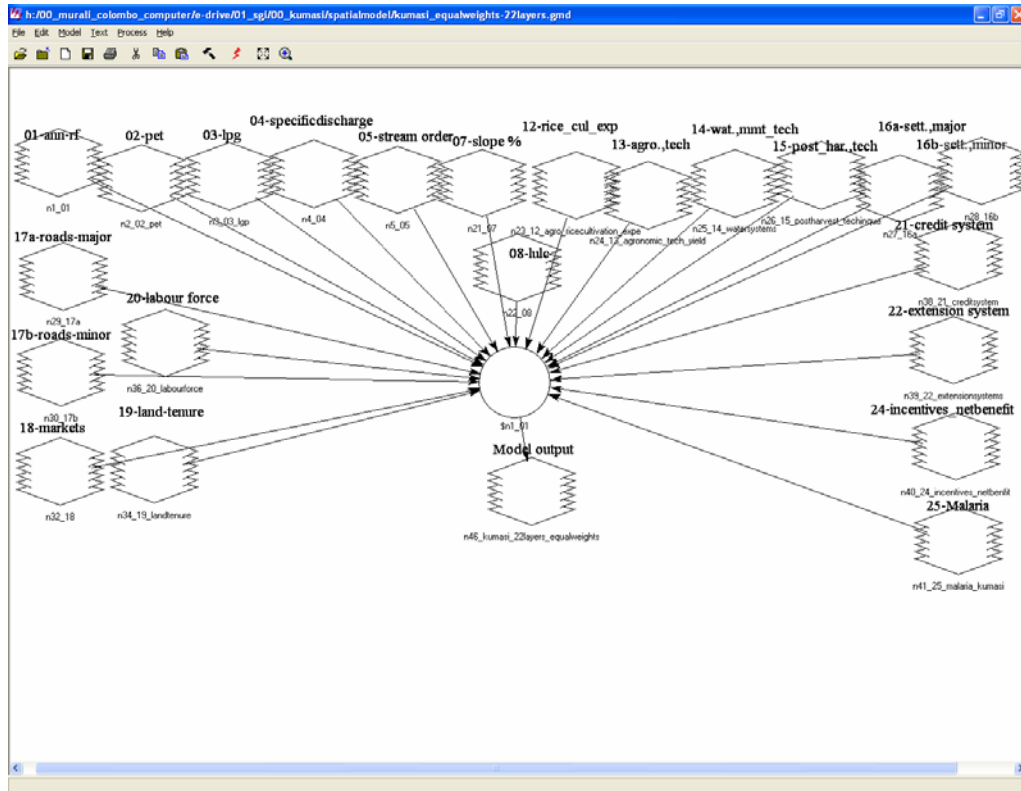 h:/00_murali_colombo_computer/e-drive/01_sgi/00_kumasi/spatialmodel/kumasi_equalweights-22layers.gmd
File Edit Model Text Process Help
01-ann-rf
02-pet
03-lpg
04-specificdischarge
05-stream order
07-slope %
12-rice_cul_exp
13-agro.,tech
14-wat.,mmt_tech
15-post_har.,tech
16a-sett.,major
16b-sett.,minor
n1_01
n2_02_pet
n3_03_lgp
n4_04
n5_05
n21_07
n23_12_agro_ricecultivation_expe
n24_13_agronomic_tech_yield
n25_14_watersystems
n26_15_postharvest_techinque
n27_16a
n28_16b
17a-roads-major
08-lulc
21-credit system
n29_17a
20-labour force
n22_08
n38_21_creditsystem
17b-roads-minor
22-extension system
n36_20_labourforce
n30_17b
n39_22_extensionsystems
18-markets
19-land-tenure
$n1_01
24-incentives_netbenefit
Model output
n32_18
n34_19_landtenure
n46_kumasi_22layers_equalweights
n40_24_incentives_netbenfit
25-Malaria
n41_25_malaria_kumasi